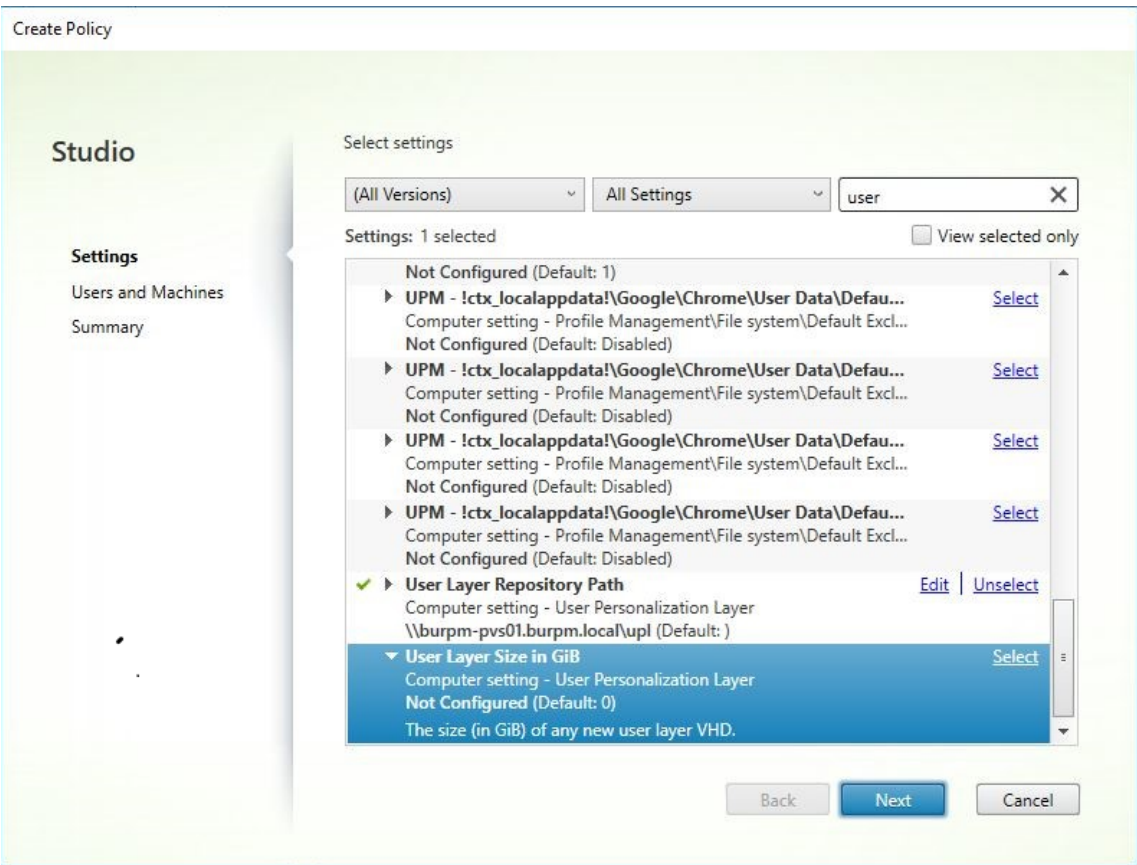 Create Policy
Studio
Settings
Users and Machines
Summary
Select settings
(All Versions)
All Settings
user
Settings: 1 selected
View selected only
Not Configured (Default: 1)
UPM - !ctx_localappdata!\Google\Chrome\User Data\Defau... Select
Computer setting - Profile Management\File system\Default Excl...
Not Configured (Default: Disabled)
UPM - !ctx_localappdata!\Google\Chrome\User Data\Defau... Select
Computer setting - Profile Management\File system\Default Excl...
Not Configured (Default: Disabled)
UPM - !ctx_localappdata!\Google\Chrome\User Data\Defau... Select
Computer setting - Profile Management\File system\Default Excl...
Not Configured (Default: Disabled)
UPM - !ctx_localappdata!\Google\Chrome\User Data\Defau... Select
Computer setting - Profile Management\File system\Default Excl...
Not Configured (Default: Disabled)
User Layer Repository Path Edit | Unselect
Computer setting - User Personalization Layer
\\burpm-pvs01.burpm.local\upl (Default: )
User Layer Size in GiB Select
Computer setting - User Personalization Layer
Not Configured (Default: 0)
The size (in GiB) of any new user layer VHD.
Back
Next
Cancel